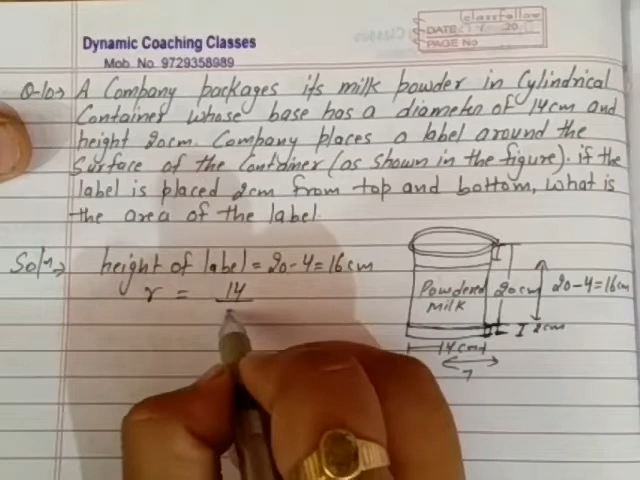 classfellow
DATE: 20
PAGE No
Dynamic Coaching Classes
Mob. No. 9729358989
Q-10→ A Company packages its milk powder in Cylindrical
Container whose base has a diameter of 14cm and
height 20cm. Company places a label around the
Surface of the Container (as shown in the figure). if the
label is placed 2cm from top and bottom, what is
the area of the label.
Soln→ height of label = 20-4=16cm
r = 14
Powdered
milk
20cm
20-4=16cm
2cm
14cm
7